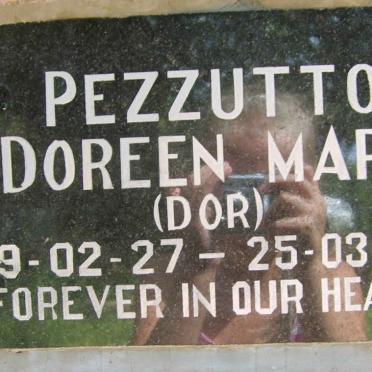 PEZZUTTO
DOREEN MAR
(DOR)
9-02-27 – 25-03
FOREVER IN OUR HEA